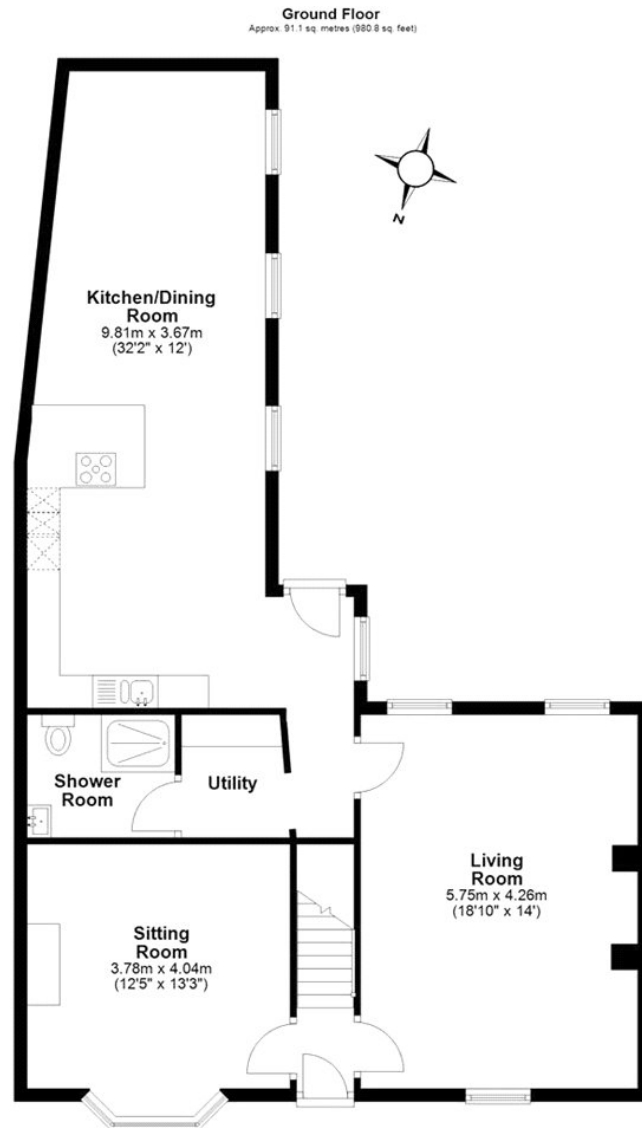 Ground Floor
Approx. 91.1 sq. metres (980.8 sq. feet)
N
Kitchen/Dining
Room
9.81m x 3.67m
(32'2" x 12')
Shower
Room
Utility
Living
Room
5.75m x 4.26m
(18'10" x 14')
Sitting
Room
3.78m x 4.04m
(12'5" x 13'3")